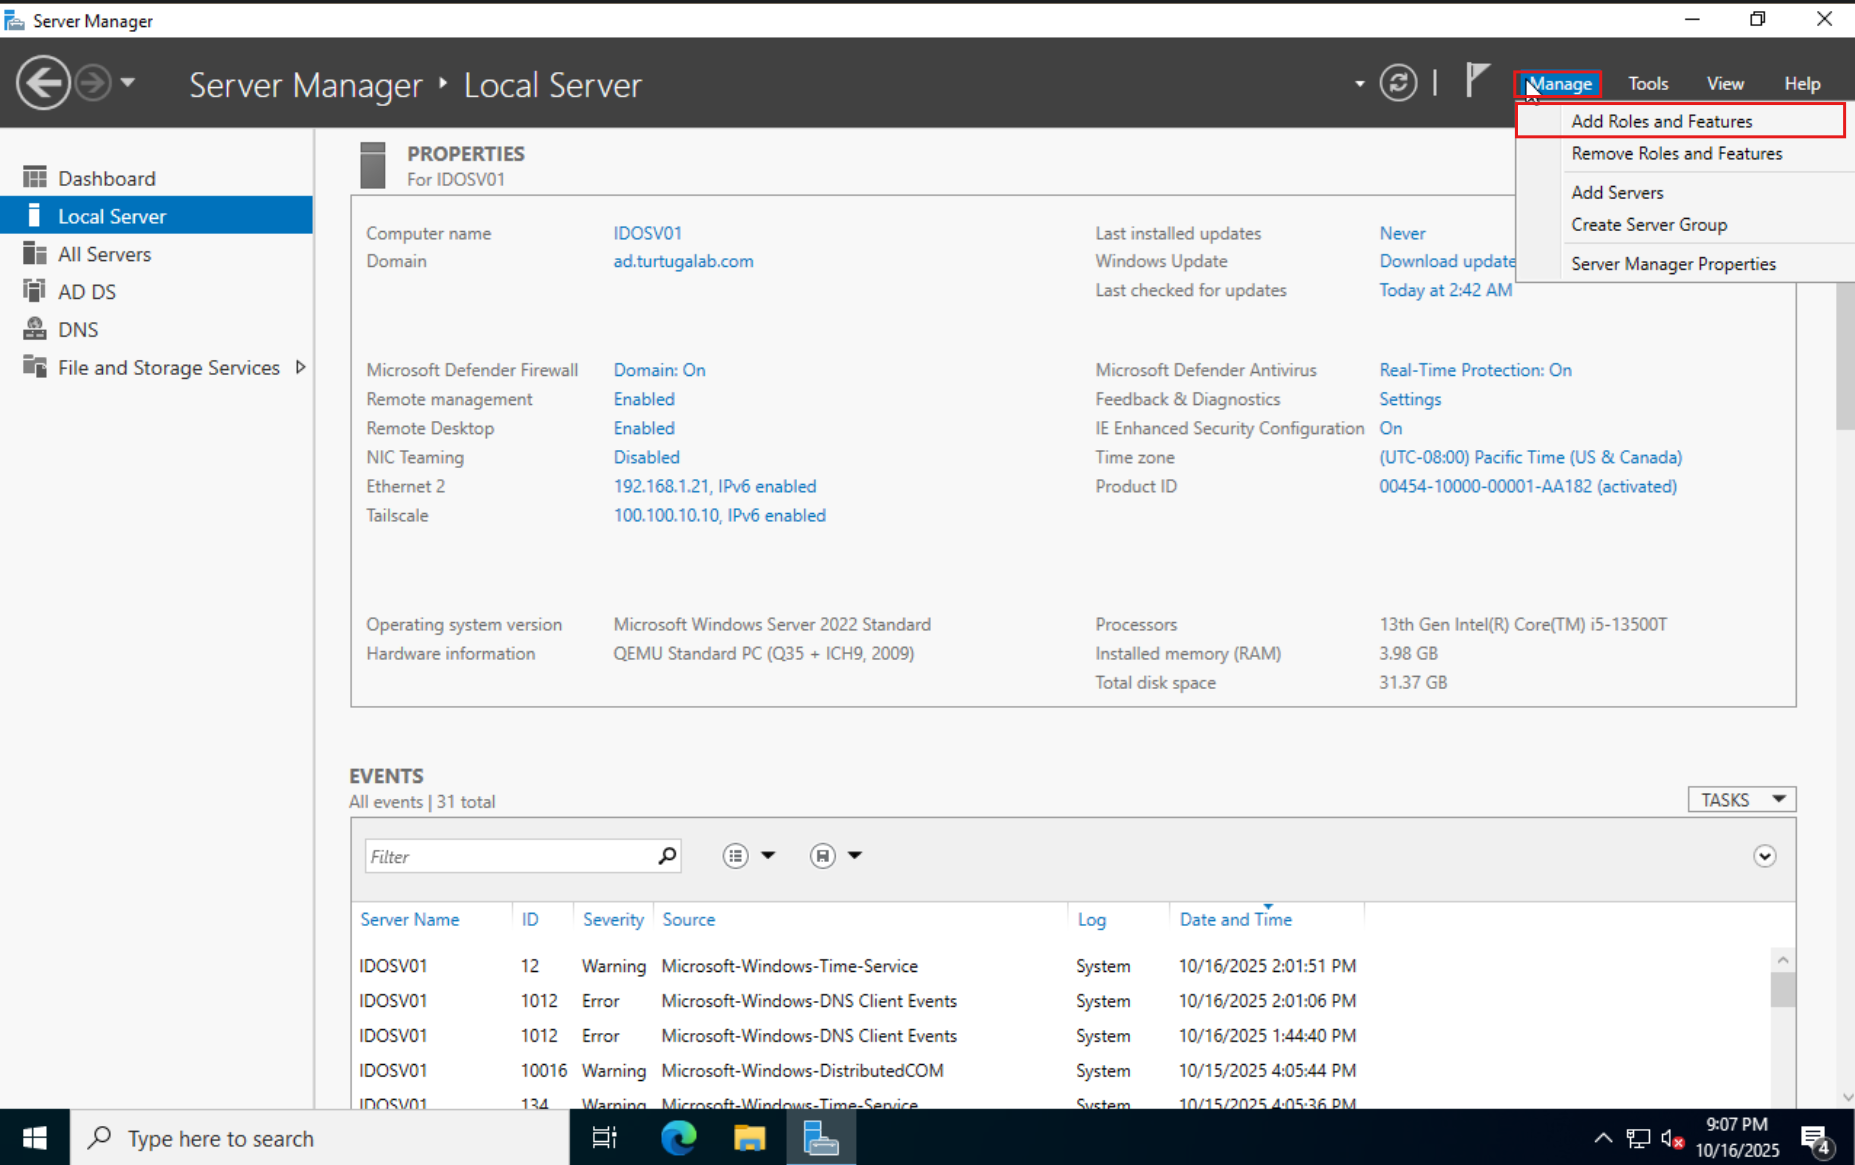 Server Manager
Server Manager ‣ Local Server
Manage Tools View Help
Add Roles and Features
Remove Roles and Features
Add Servers
Create Server Group
Server Manager Properties
Dashboard
Local Server
All Servers
AD DS
DNS
File and Storage Services
PROPERTIES
For IDOSV01
Computer name IDOSV01 Last installed updates Never
Domain ad.turtugalab.com Windows Update Download update
Last checked for updates Today at 2:42 AM
Microsoft Defender Firewall Domain: On Microsoft Defender Antivirus Real-Time Protection: On
Remote management Enabled Feedback & Diagnostics Settings
Remote Desktop Enabled IE Enhanced Security Configuration On
NIC Teaming Disabled Time zone (UTC-08:00) Pacific Time (US & Canada)
Ethernet 2 192.168.1.21, IPv6 enabled Product ID 00454-10000-00001-AA182 (activated)
Tailscale 100.100.10.10, IPv6 enabled
Operating system version Microsoft Windows Server 2022 Standard Processors 13th Gen Intel(R) Core(TM) i5-13500T
Hardware information QEMU Standard PC (Q35 + ICH9, 2009) Installed memory (RAM) 3.98 GB
Total disk space 31.37 GB
EVENTS
All events | 31 total
TASKS
Filter
Server Name ID Severity Source Log Date and Time
IDOSV01 12 Warning Microsoft-Windows-Time-Service System 10/16/2025 2:01:51 PM
IDOSV01 1012 Error Microsoft-Windows-DNS Client Events System 10/16/2025 2:01:06 PM
IDOSV01 1012 Error Microsoft-Windows-DNS Client Events System 10/16/2025 1:44:40 PM
IDOSV01 10016 Warning Microsoft-Windows-DistributedCOM System 10/15/2025 4:05:44 PM
IDOSV01 134 Warning Microsoft-Windows-Time-Service System 10/15/2025 4:05:36 PM
Type here to search
9:07 PM
10/16/2025
4